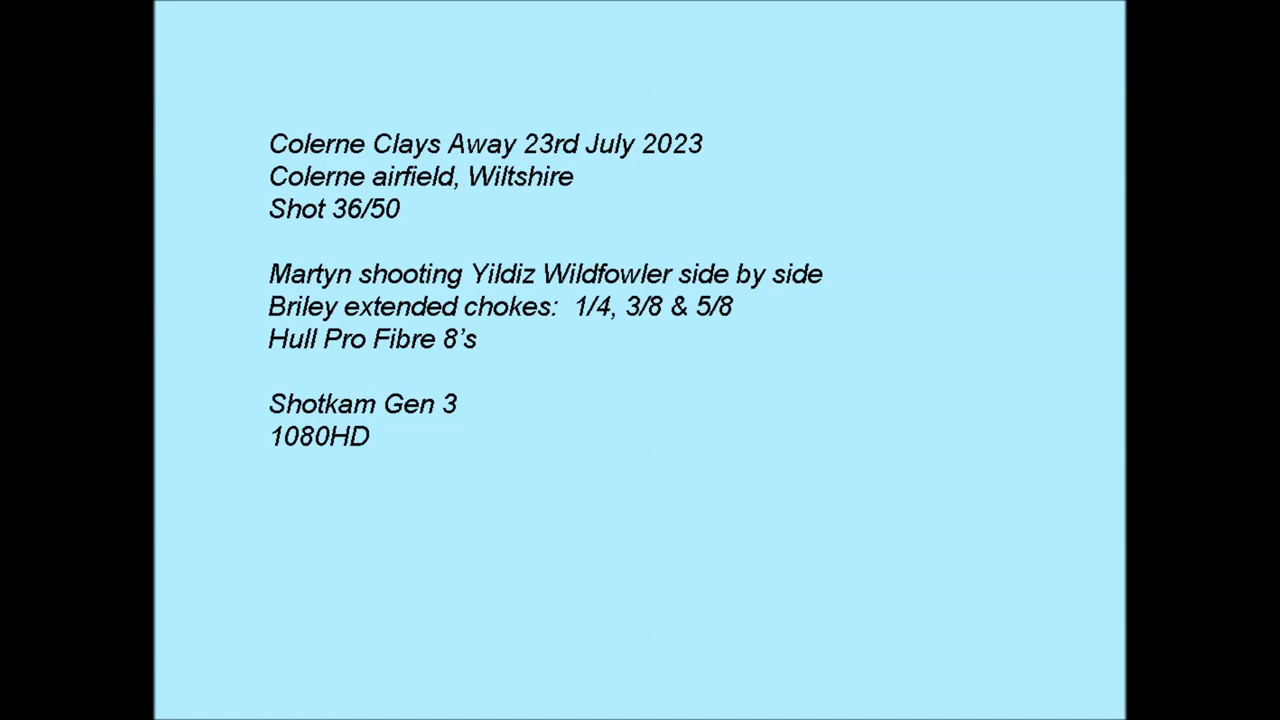 Colerne Clays Away 23rd July 2023
Colerne airfield, Wiltshire
Shot 36/50
Martyn shooting Yildiz Wildfowler side by side
Briley extended chokes:  1/4, 3/8 & 5/8
Hull Pro Fibre 8’s
Shotkam Gen 3
1080HD